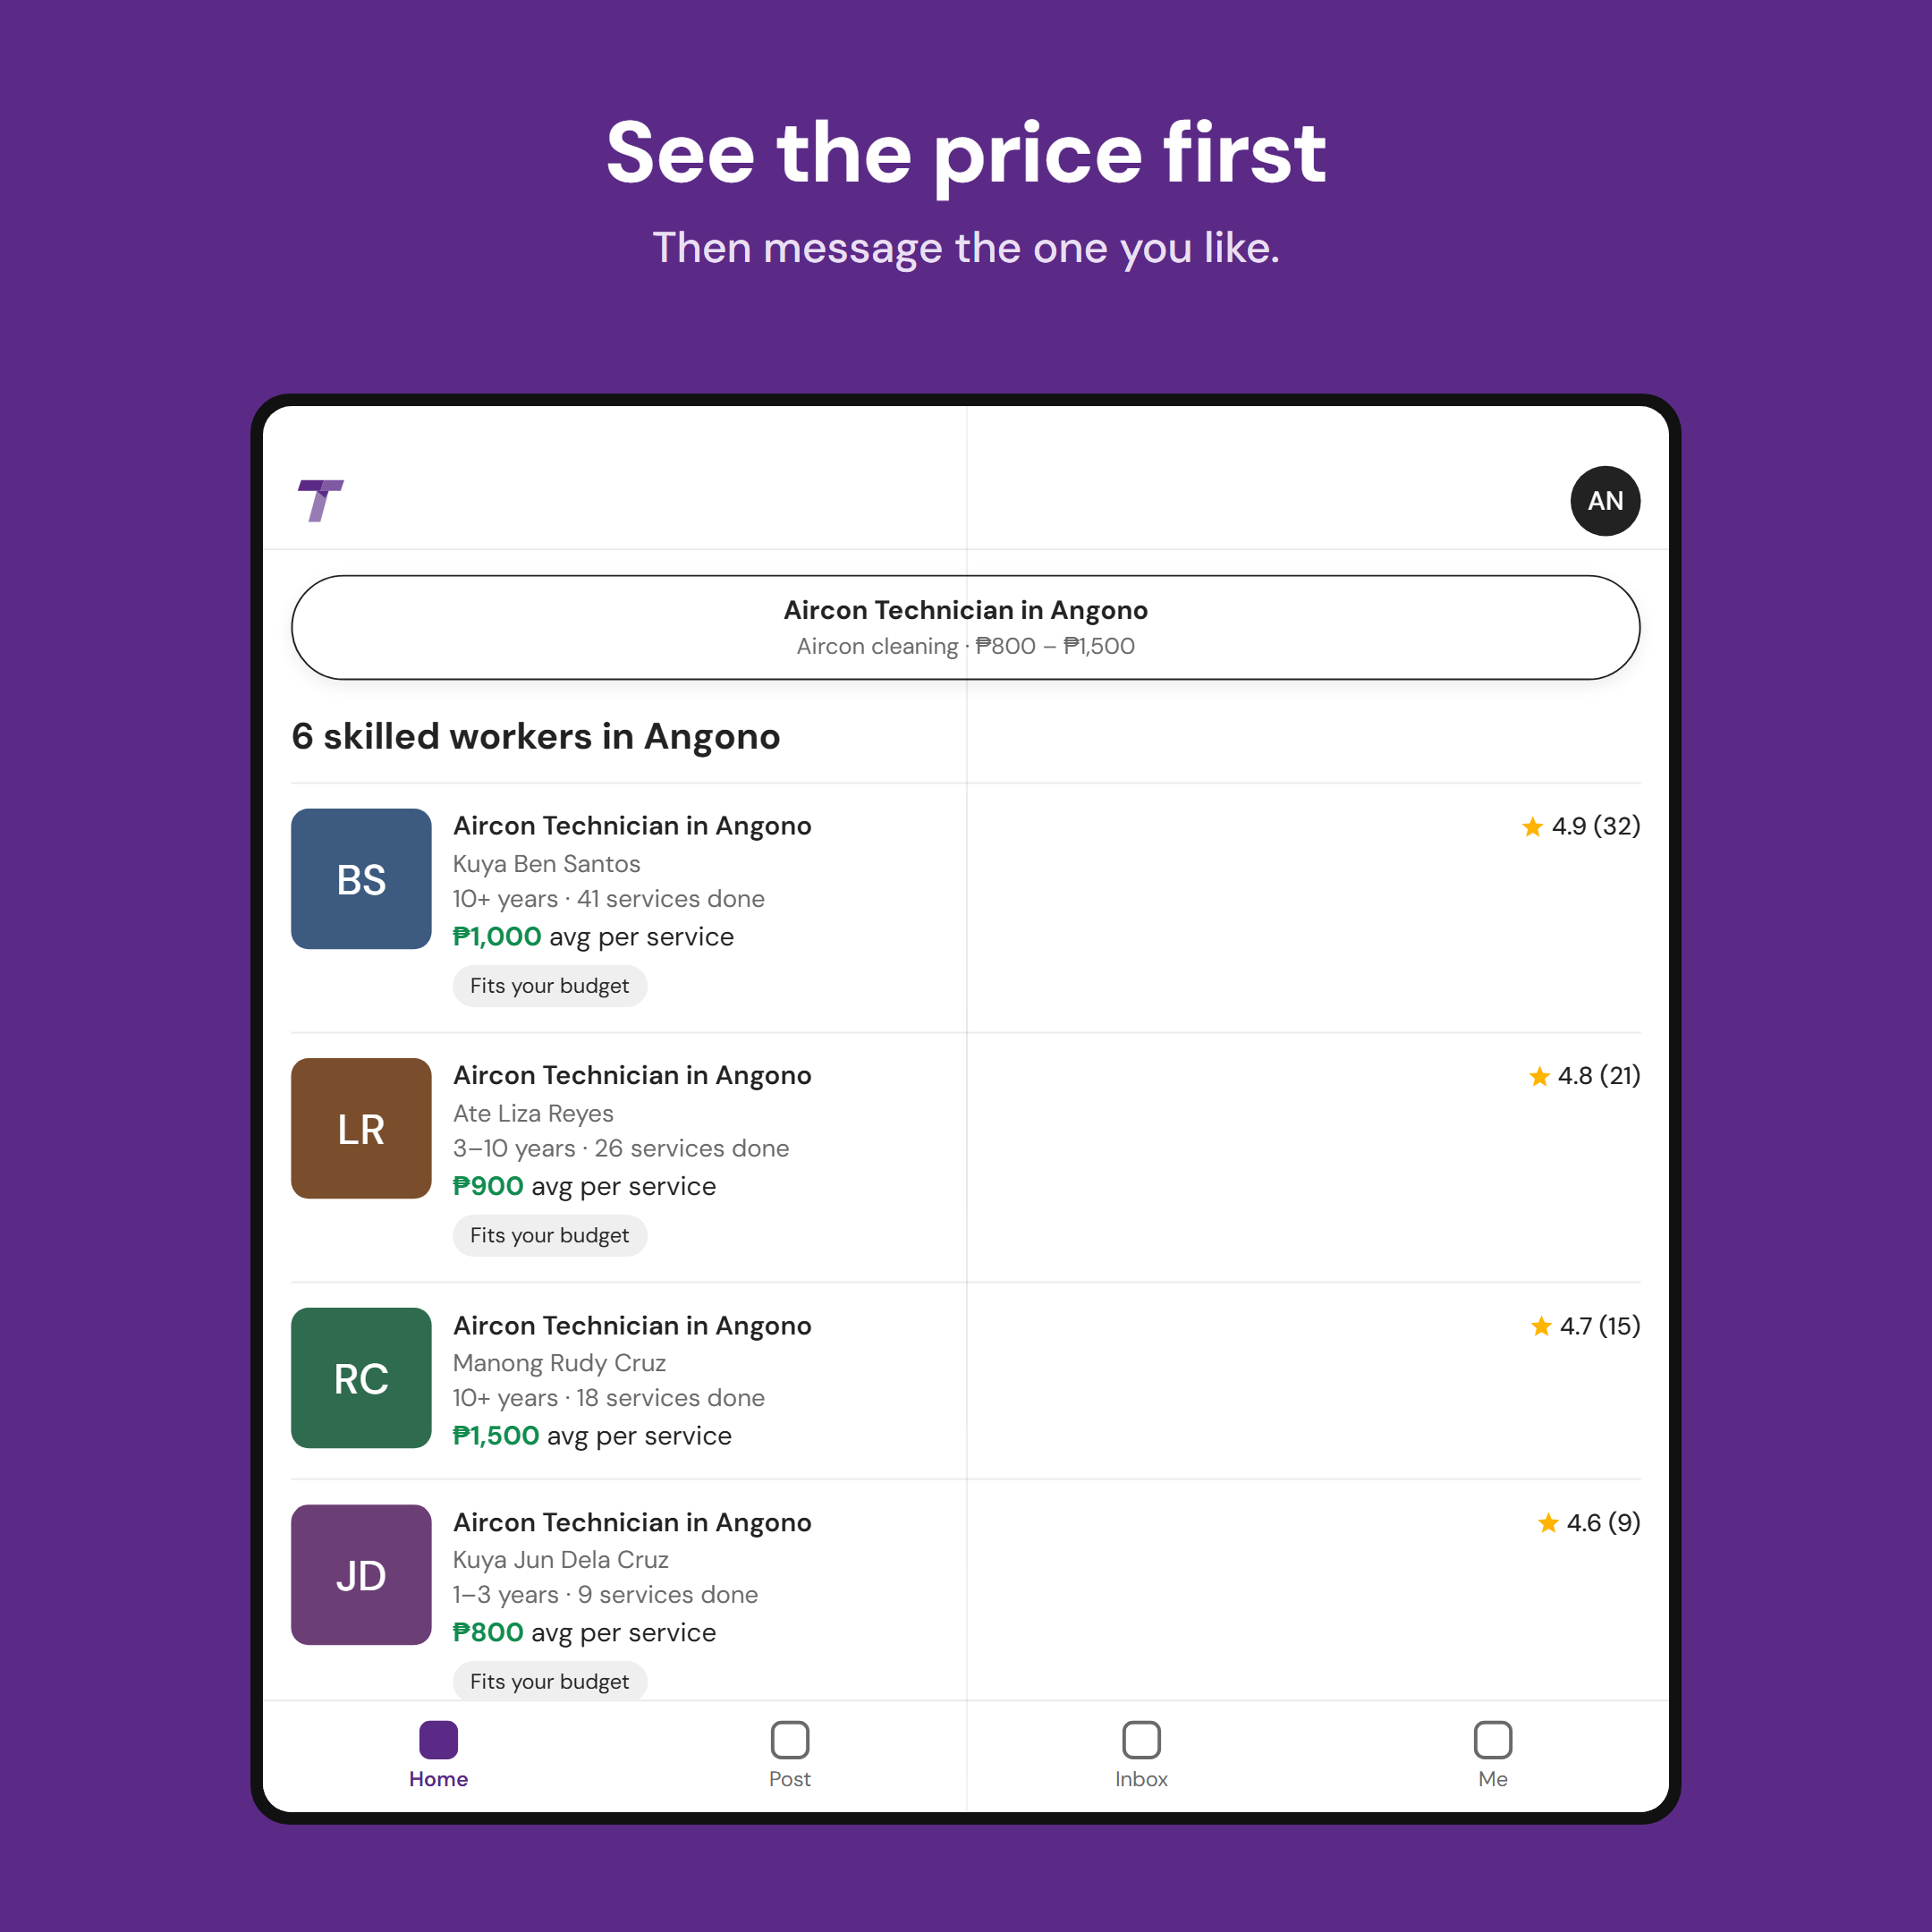 See the price first
Then message the one you like.
T
AN
Aircon Technician in Angono
Aircon cleaning · ₱800 – ₱1,500
6 skilled workers in Angono
BS
Aircon Technician in Angono
★ 4.9 (32)
Kuya Ben Santos
10+ years · 41 services done
₱1,000 avg per service
Fits your budget
LR
Aircon Technician in Angono
★ 4.8 (21)
Ate Liza Reyes
3–10 years · 26 services done
₱900 avg per service
Fits your budget
RC
Aircon Technician in Angono
★ 4.7 (15)
Manong Rudy Cruz
10+ years · 18 services done
₱1,500 avg per service
JD
Aircon Technician in Angono
★ 4.6 (9)
Kuya Jun Dela Cruz
1–3 years · 9 services done
₱800 avg per service
Fits your budget
Home
Post
Inbox
Me